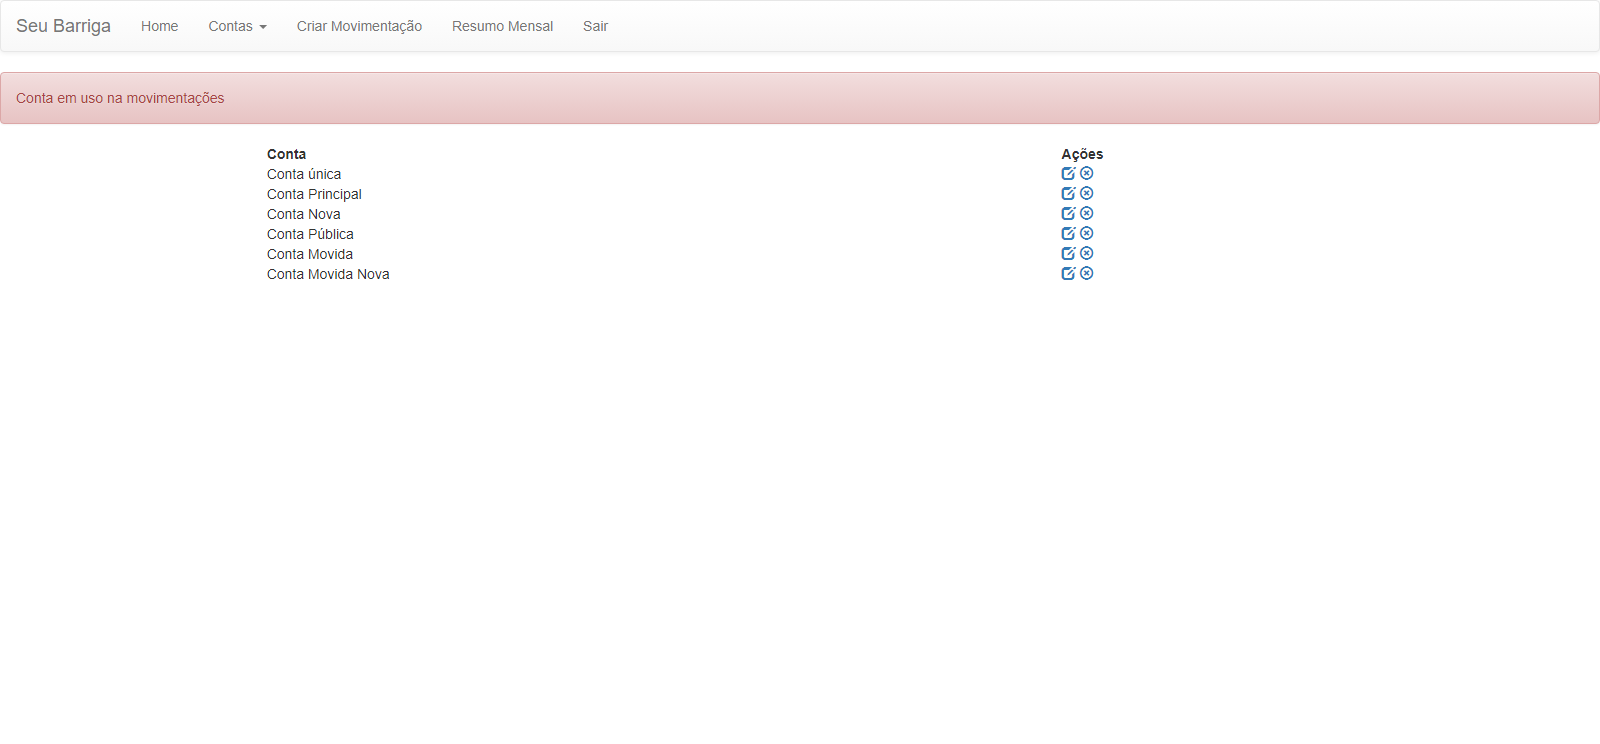 Seu Barriga Home Contas Criar Movimentação Resumo Mensal Sair
Conta em uso na movimentações
Conta Ações
Conta única
Conta Principal
Conta Nova
Conta Pública
Conta Movida
Conta Movida Nova